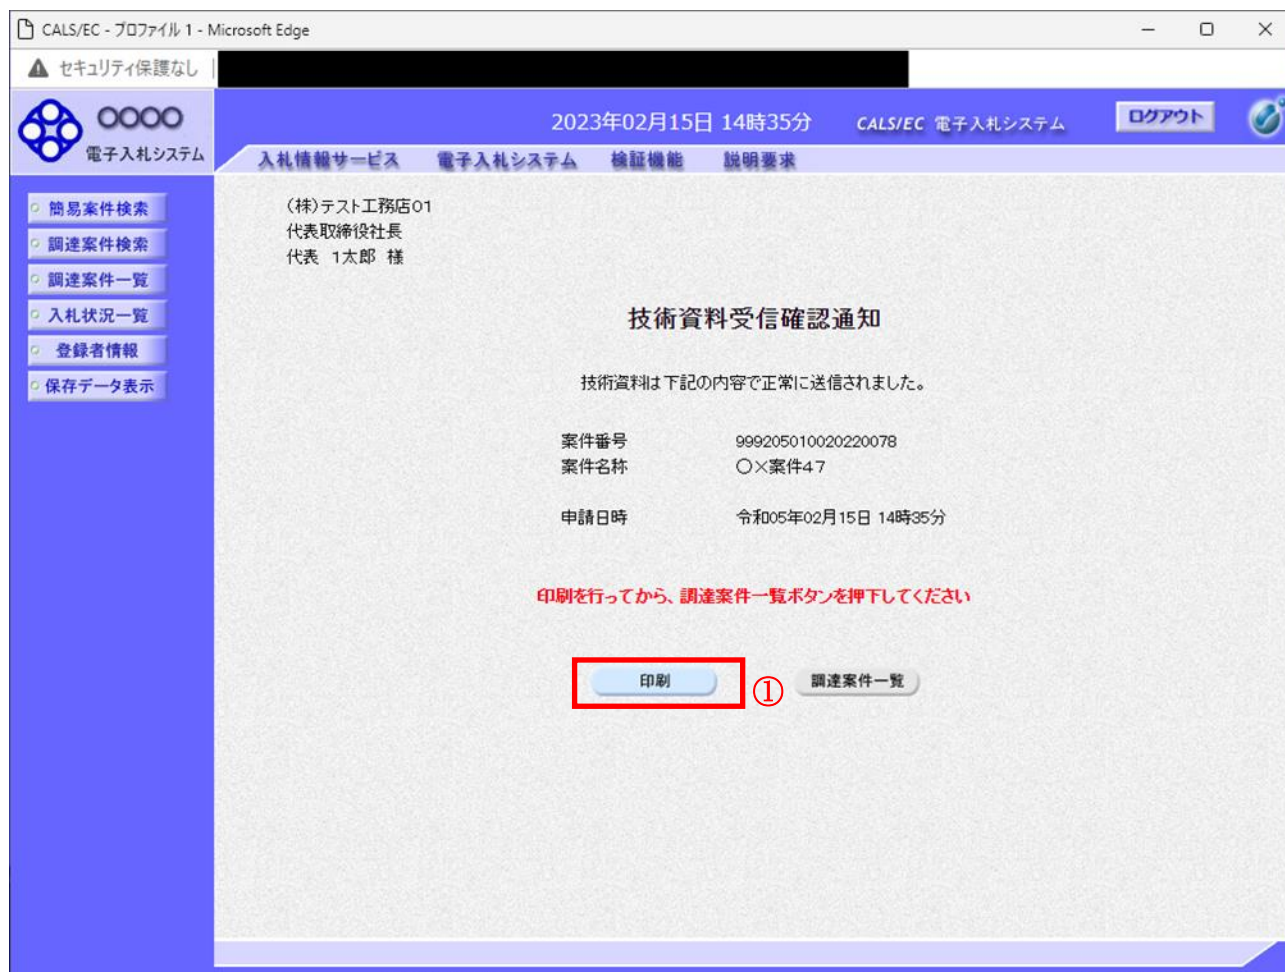 CALS/EC - プロファイル 1 - Microsoft Edge
セキュリティ保護なし
〇〇〇〇
電子入札システム
2023年02月15日 14時35分
CALS/EC 電子入札システム
ログアウト
入札情報サービス 電子入札システム 検証機能 説明要求
簡易案件検索
調達案件検索
調達案件一覧
入札状況一覧
登録者情報
保存データ表示
(株)テスト工務店01
代表取締役社長
代表 1太郎 様
技術資料受信確認通知
技術資料は下記の内容で正常に送信されました。
案件番号 999205010020220078
案件名称 〇×案件47
申請日時 令和05年02月15日 14時35分
印刷を行ってから、調達案件一覧ボタンを押下してください
印刷 ① 調達案件一覧